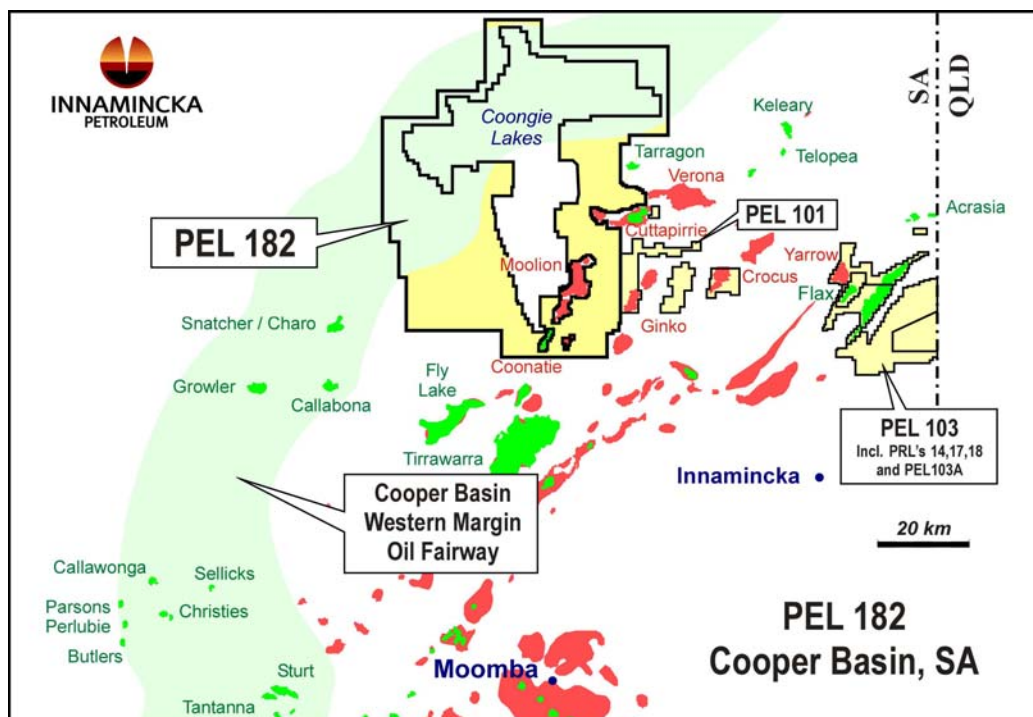 INNAMINCKA
PETROLEUM
Coongie
Lakes
SA
QLD
Keleary
Telopea
Tarragon
Verona
PEL 182
PEL 101
Acrasia
Cuttapirrie
Moolion
Crocus
Yarrow
Flax
Ginko
Snatcher / Charo
Coonatie
Growler
Callabona
Fly
Lake
Tirrawarra
PEL 103
Incl. PRL's 14,17,18
and PEL103A
Innamincka
Cooper Basin
Western Margin
Oil Fairway
20 km
Callawonga
Sellicks
Parsons
Perlubie
Christies
Butlers
Sturt
Tantanna
Moomba
PEL 182
Cooper Basin, SA